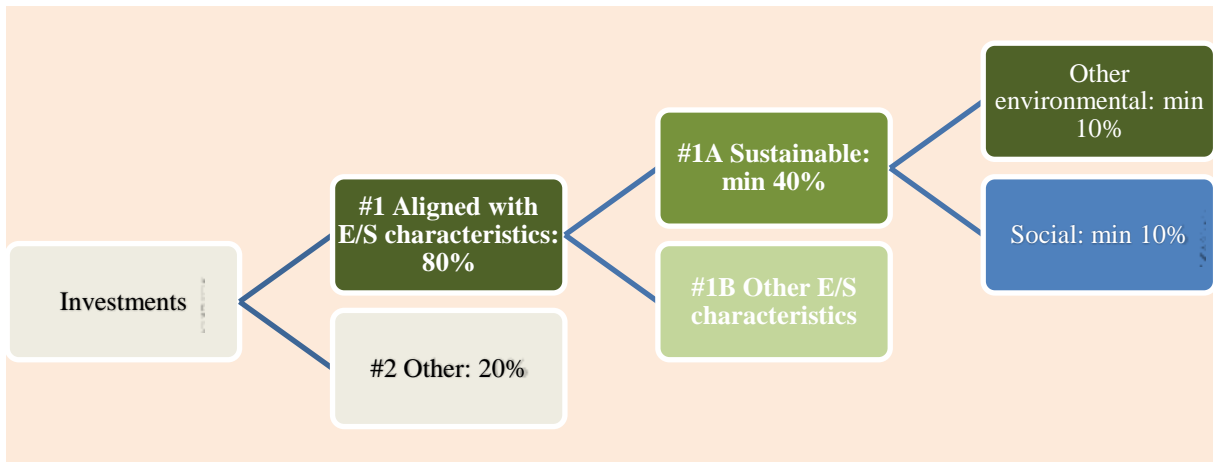 Investments
#1 Aligned with
E/S characteristics:
80%
#2 Other: 20%
#1A Sustainable:
min 40%
#1B Other E/S
characteristics
Other
environmental: min
10%
Social: min 10%